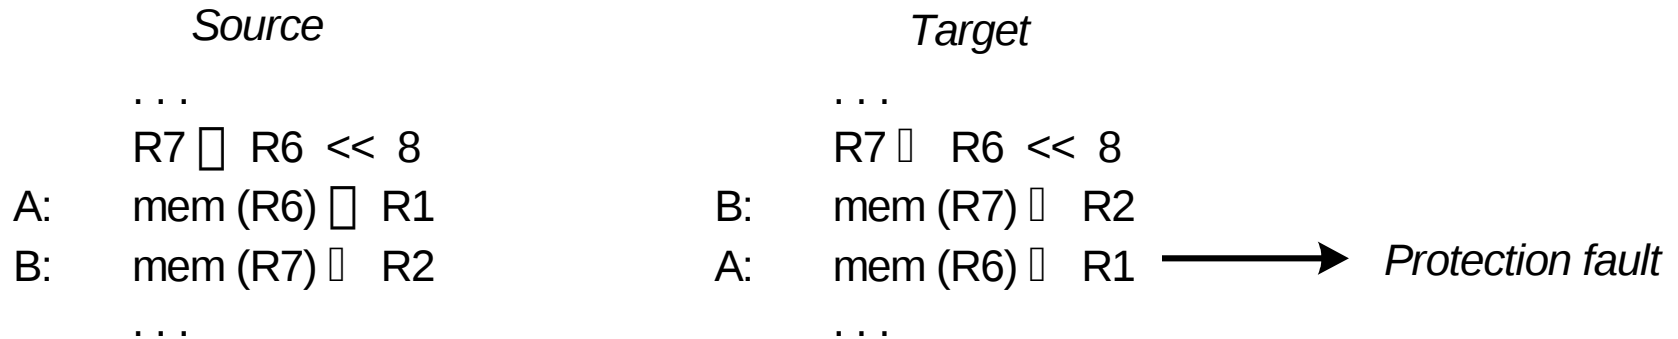 Source
. . .
R7 ▯ R6 << 8
A: mem (R6) ▯ R1
B: mem (R7) ▯ R2
. . .
Target
. . .
R7 ▯ R6 << 8
B: mem (R7) ▯ R2
A: mem (R6) ▯ R1
Protection fault
. . .